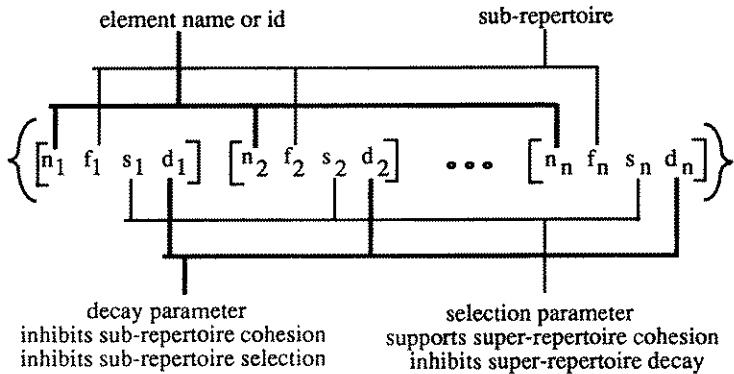 element name or id
sub-repertoire
{ [n1 f1 s1 d1] [n2 f2 s2 d2] ∘∘∘ [nn fn sn dn] }
decay parameter
inhibits sub-repertoire cohesion
inhibits sub-repertoire selection
selection parameter
supports super-repertoire cohesion
inhibits super-repertoire decay